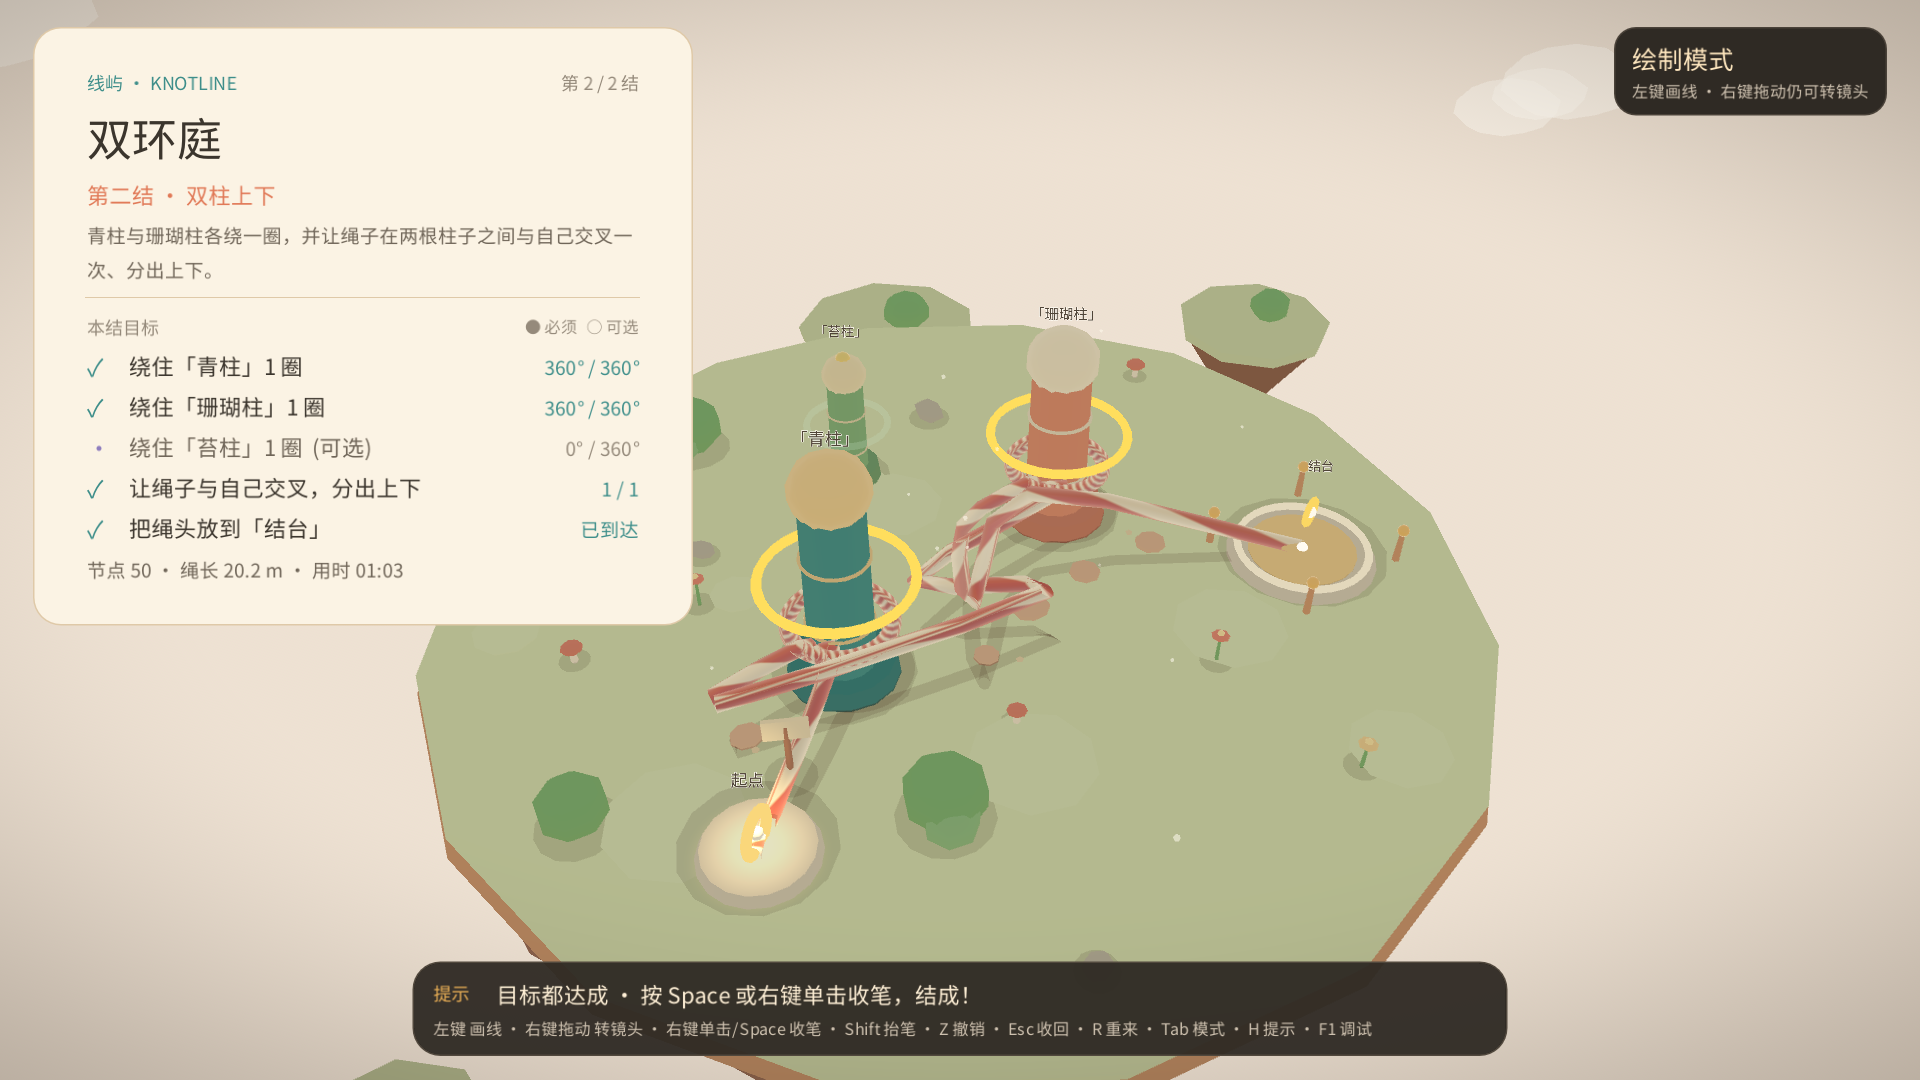 线屿 · KNOTLINE
第 2 / 2 结
双环庭
第二结 · 双柱上下
青柱与珊瑚柱各绕一圈，并让绳子在两根柱子之间与自己交叉一
次、分出上下。
本结目标
必须 可选
✓ 绕住「青柱」1 圈 360° / 360°
✓ 绕住「珊瑚柱」1 圈 360° / 360°
· 绕住「苔柱」1 圈 (可选) 0° / 360°
✓ 让绳子与自己交叉，分出上下 1 / 1
✓ 把绳头放到「结台」 已到达
节点 50 · 绳长 20.2 m · 用时 01:03
绘制模式
左键画线 · 右键拖动仍可转镜头
「珊瑚柱」
「苔柱」
「青柱」
结台
起点
提示 目标都达成 · 按 Space 或右键单击收笔，结成！
左键 画线 · 右键拖动 转镜头 · 右键单击/Space 收笔 · Shift 抬笔 · Z 撤销 · Esc 收回 · R 重来 · Tab 模式 · H 提示 · F1 调试